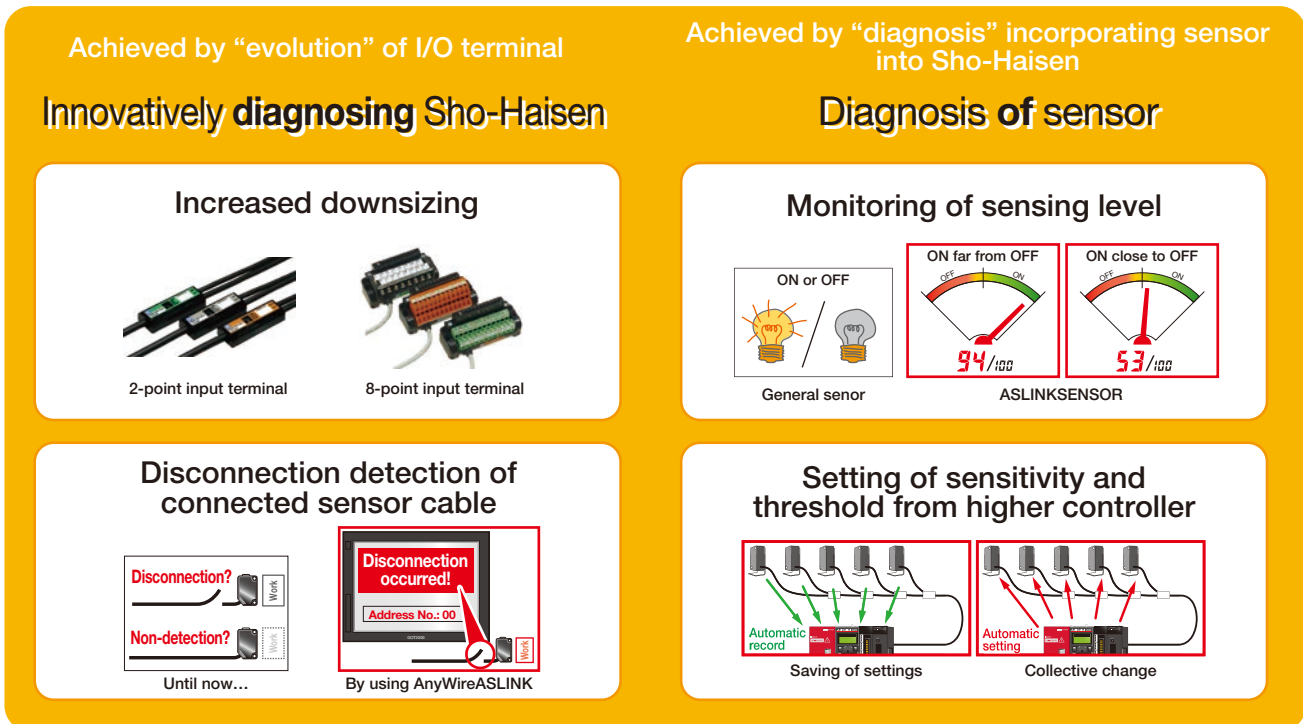 Achieved by “evolution” of I/O terminal
Innovatively diagnosing Sho-Haisen
Increased downsizing
2-point input terminal
8-point input terminal
Disconnection detection of
connected sensor cable
Disconnection?
Work
Non-detection?
Work
Until now…
Disconnection
occurred!
Address No.: 00
Work
By using AnyWireASLINK
Achieved by “diagnosis” incorporating sensor
into Sho-Haisen
Diagnosis of sensor
Monitoring of sensing level
ON or OFF
General senor
ON far from OFF
OFF
ON
94/100
ON close to OFF
OFF
ON
53/100
ASLINKSENSOR
Setting of sensitivity and
threshold from higher controller
Automatic
record
Saving of settings
Automatic
setting
Collective change